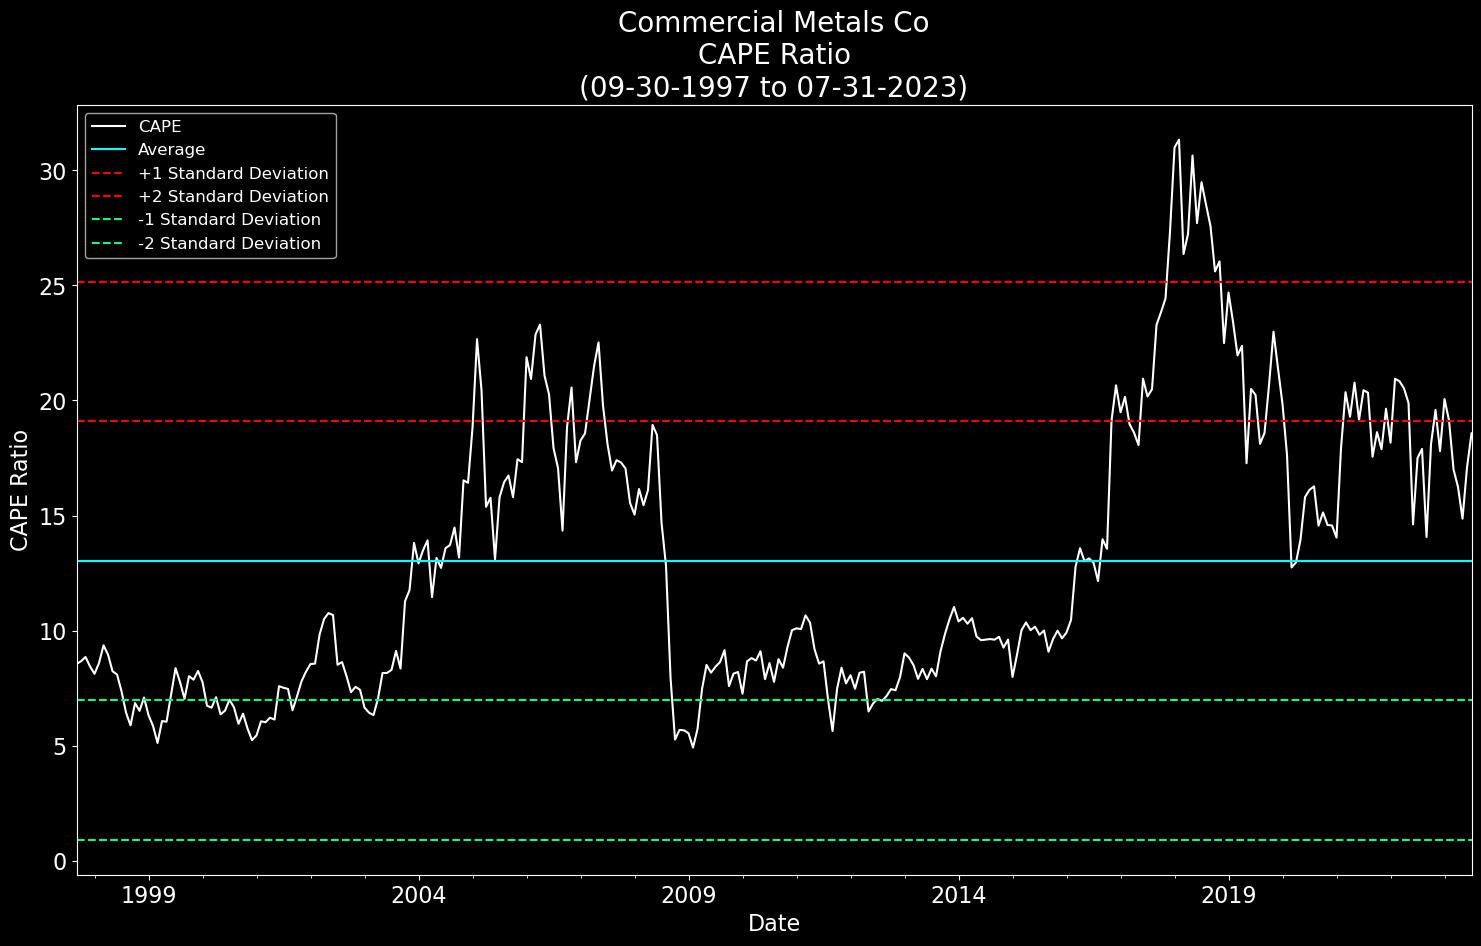 Commercial Metals Co
CAPE Ratio
(09-30-1997 to 07-31-2023)
CAPE
Average
+1 Standard Deviation
+2 Standard Deviation
-1 Standard Deviation
-2 Standard Deviation
30
25
20
15
10
5
0
CAPE Ratio
1999 2004 2009 2014 2019
Date